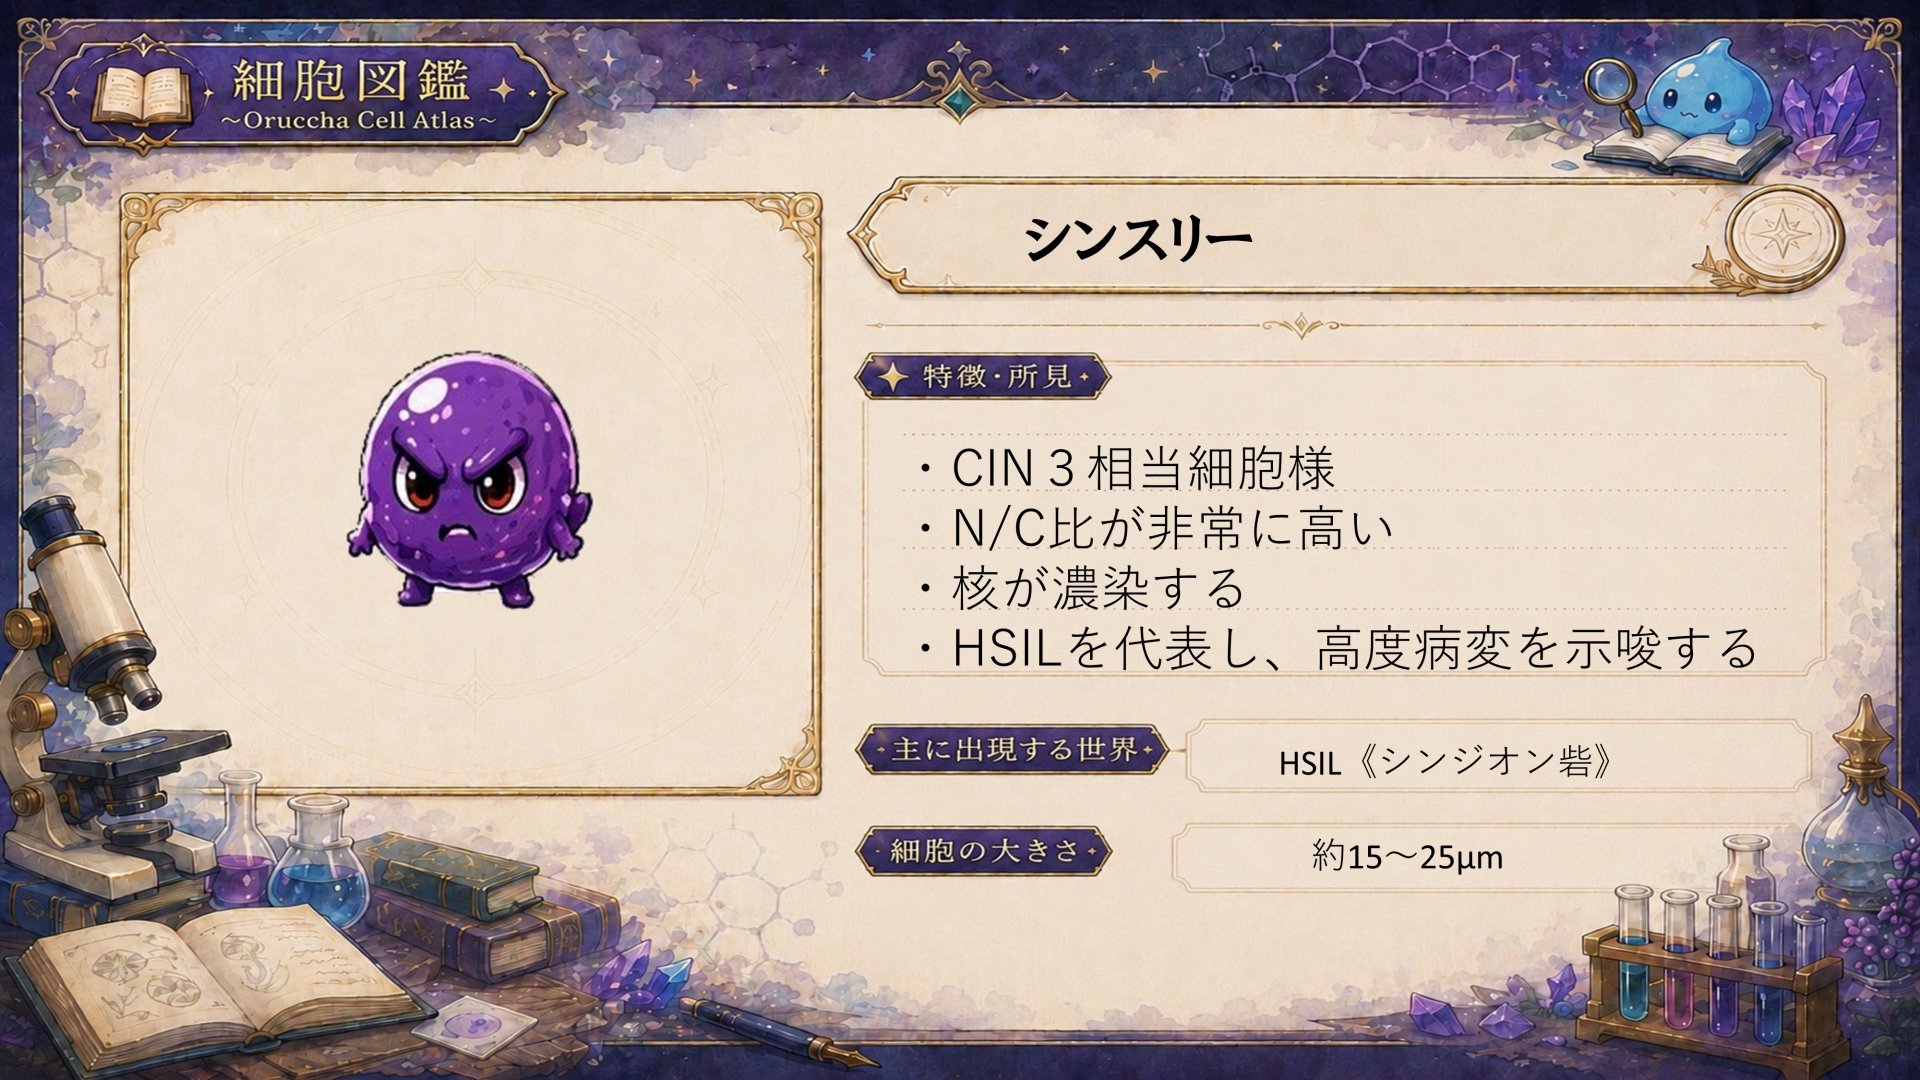 細胞図鑑
～Oruccha Cell Atlas～
シンスリー
特徴・所見
・CIN３相当細胞様
・N/C比が非常に高い
・核が濃染する
・HSILを代表し、高度病変を示唆する
主に出現する世界
HSIL《シンジオン砦》
細胞の大きさ
約15～25μm